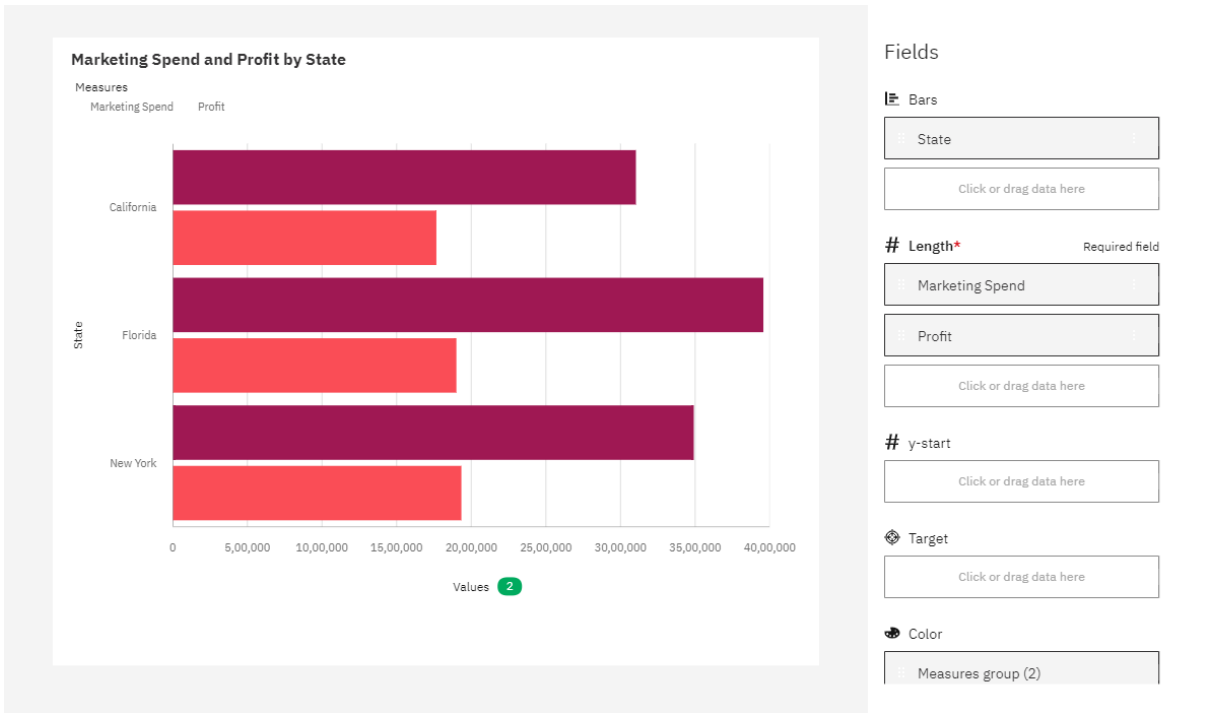 Marketing Spend and Profit by State
Measures
Marketing Spend Profit
California
Florida
New York
State
0 5,00,000 10,00,000 15,00,000 20,00,000 25,00,000 30,00,000 35,00,000 40,00,000
Values 2
Fields
Bars
State
Click or drag data here
# Length* Required field
Marketing Spend
Profit
Click or drag data here
# y-start
Click or drag data here
Target
Click or drag data here
Color
Measures group (2)